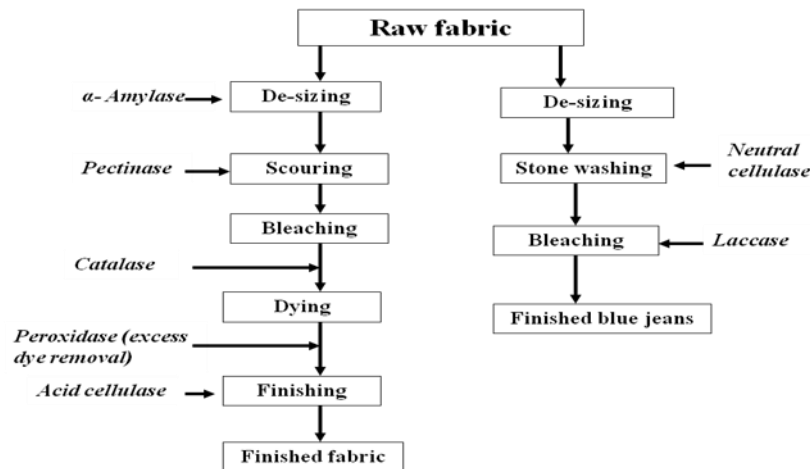 Raw fabric
α- Amylase
De-sizing
Pectinase
Scouring
Bleaching
Catalase
Dying
Peroxidase (excess
dye removal)
Acid cellulase
Finishing
Finished fabric
De-sizing
Stone washing
Neutral
cellulase
Bleaching
Laccase
Finished blue jeans